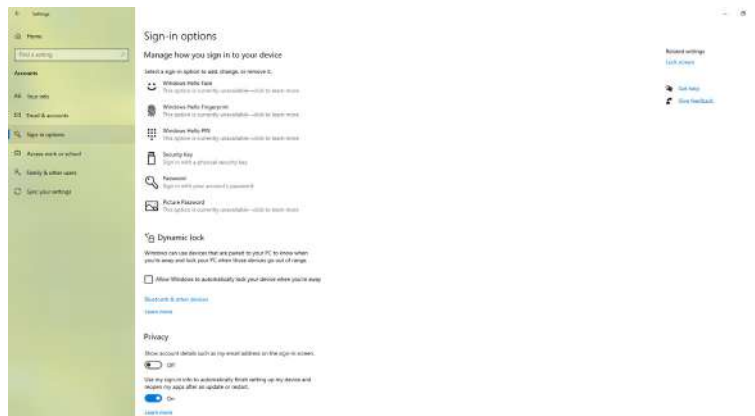 Settings
Home
Find a setting
Accounts
Your info
Email & accounts
Sign-in options
Access work or school
Family & other users
Sync your settings
Sign-in options
Manage how you sign in to your device
Select a sign-in option to add, change, or remove it.
Windows Hello Face
This option is currently unavailable—click to learn more
Windows Hello Fingerprint
This option is currently unavailable—click to learn more
Windows Hello PIN
This option is currently unavailable—click to learn more
Security Key
Sign in with a physical security key
Password
Sign in with your account's password
Picture Password
This option is currently unavailable—click to learn more
Dynamic lock
Windows can use devices that are paired to your PC to know when
you're away and lock your PC when those devices go out of range.
Allow Windows to automatically lock your device when you're away
Bluetooth & other devices
Learn more
Privacy
Show account details such as my email address on the sign-in screen.
Off
Use my sign-in info to automatically finish setting up my device and
reopen my apps after an update or restart.
On
Learn more
Related settings
Lock screen
Get help
Give feedback